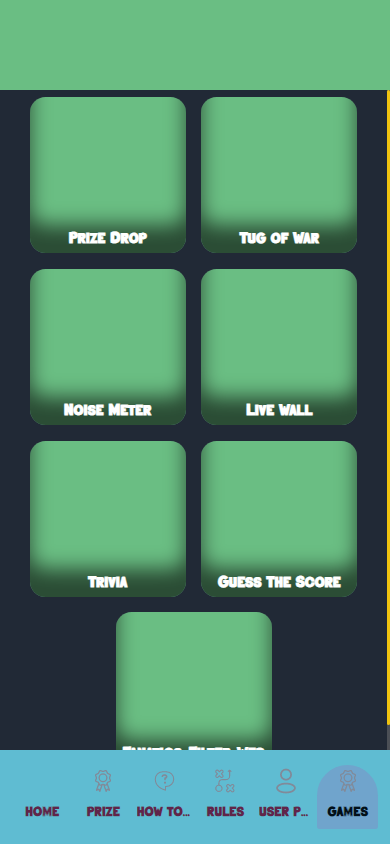 Prize Drop
Tug of War
Noise Meter
Live Wall
Trivia
Guess The Score
HOME
PRIZE
HOW TO...
RULES
USER P...
GAMES